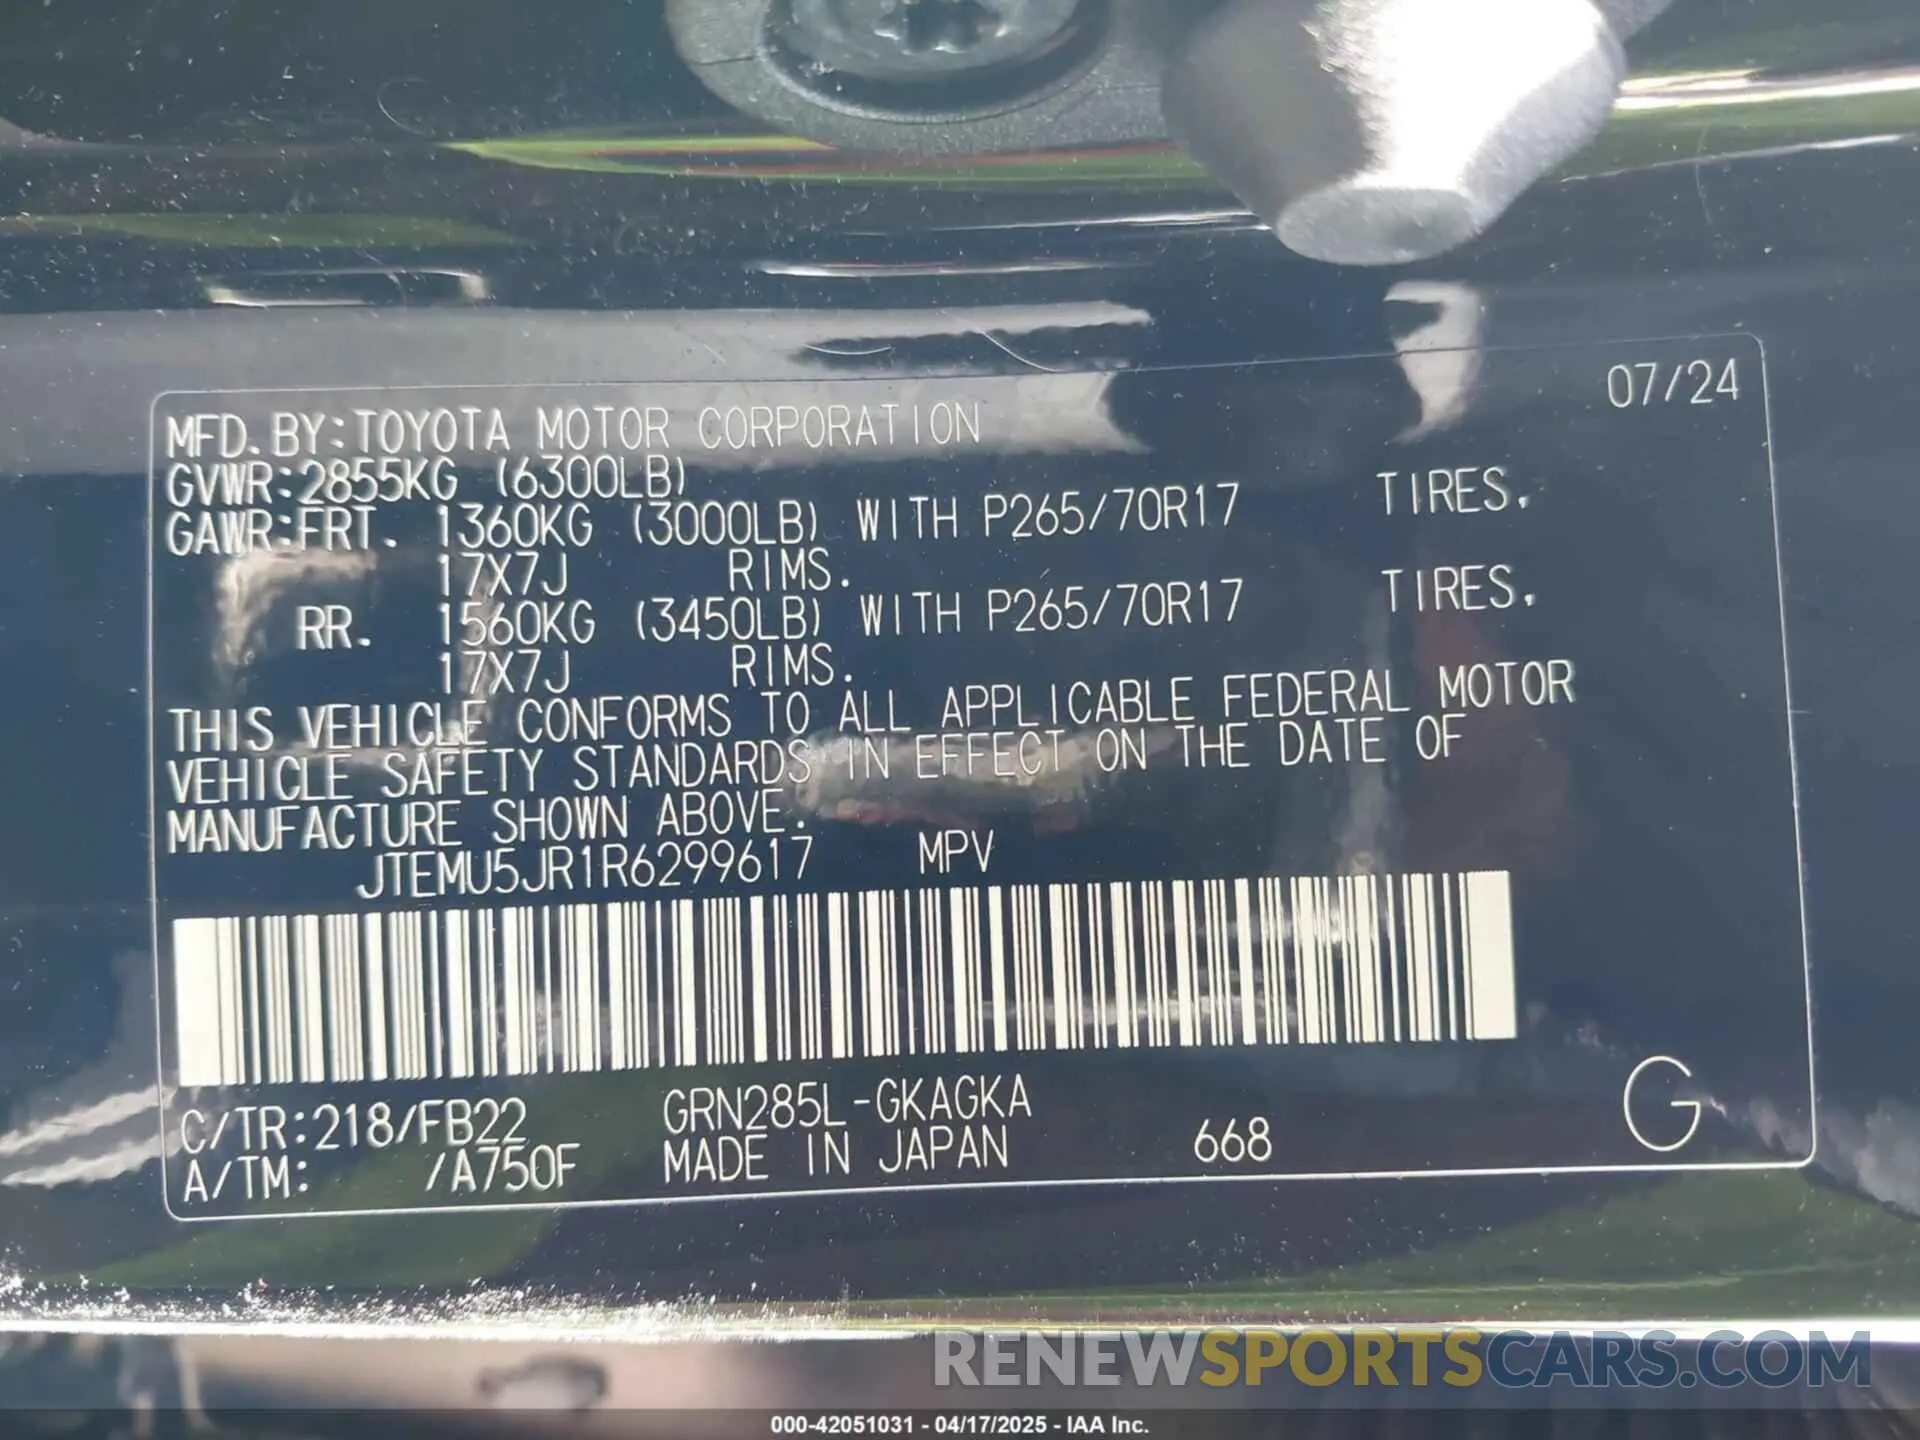 07/24
MFD. BY: TOYOTA MOTOR CORPORATION
GVWR: 2855KG (6300LB)
GAWR: FRT. 1360KG (3000LB) WITH P265/70R17 TIRES,
17X7J RIMS.
RR. 1560KG (3450LB) WITH P265/70R17 TIRES,
17X7J RIMS.
THIS VEHICLE CONFORMS TO ALL APPLICABLE FEDERAL MOTOR
VEHICLE SAFETY STANDARDS IN EFFECT ON THE DATE OF
MANUFACTURE SHOWN ABOVE.
JTEMU5JR1R6299617 MPV
C/TR: 218/FB22 GRN285L-GKAGKA
A/TM: /A750F MADE IN JAPAN 668 G
RENEWSPORTSCARS.COM
000-42051031 - 04/17/2025 - IAA Inc.